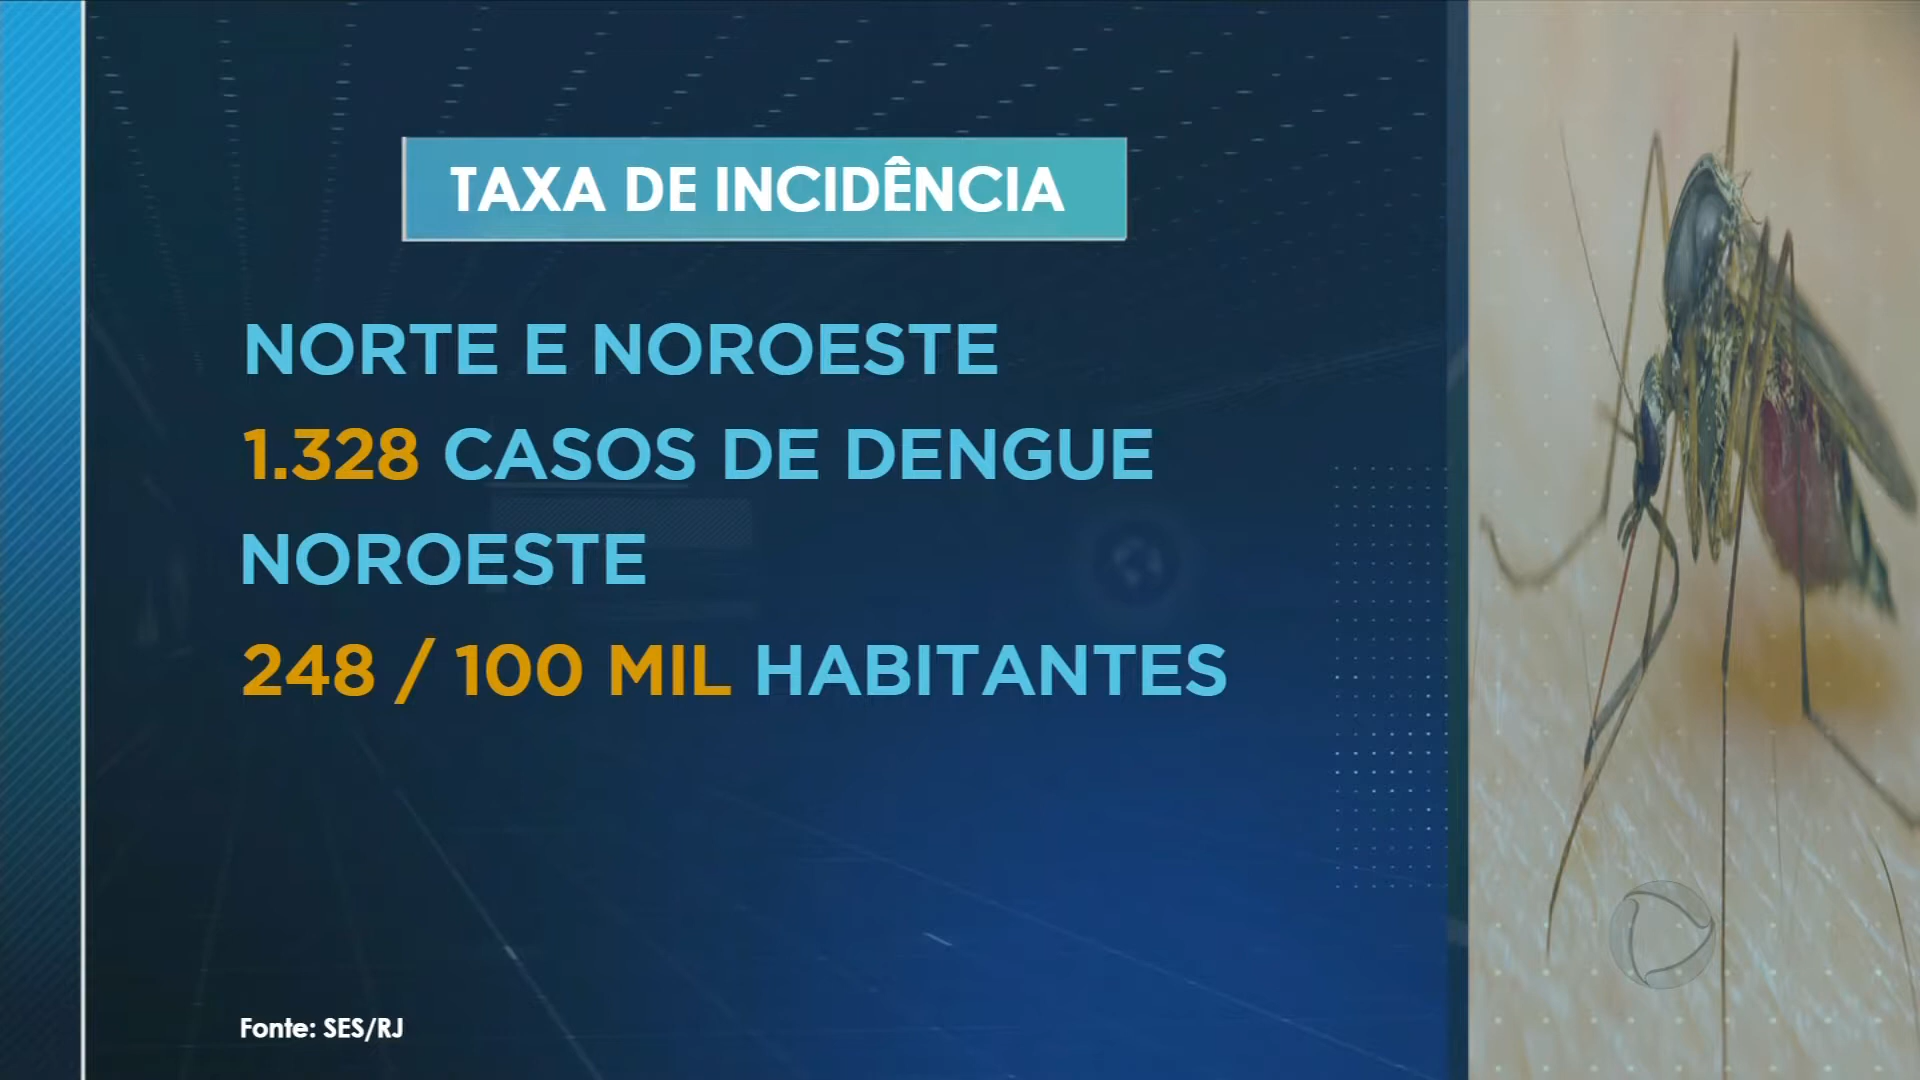 TAXA DE INCIDÊNCIA
NORTE E NOROESTE
1.328 CASOS DE DENGUE
NOROESTE
248 / 100 MIL HABITANTES
Fonte: SES/RJ